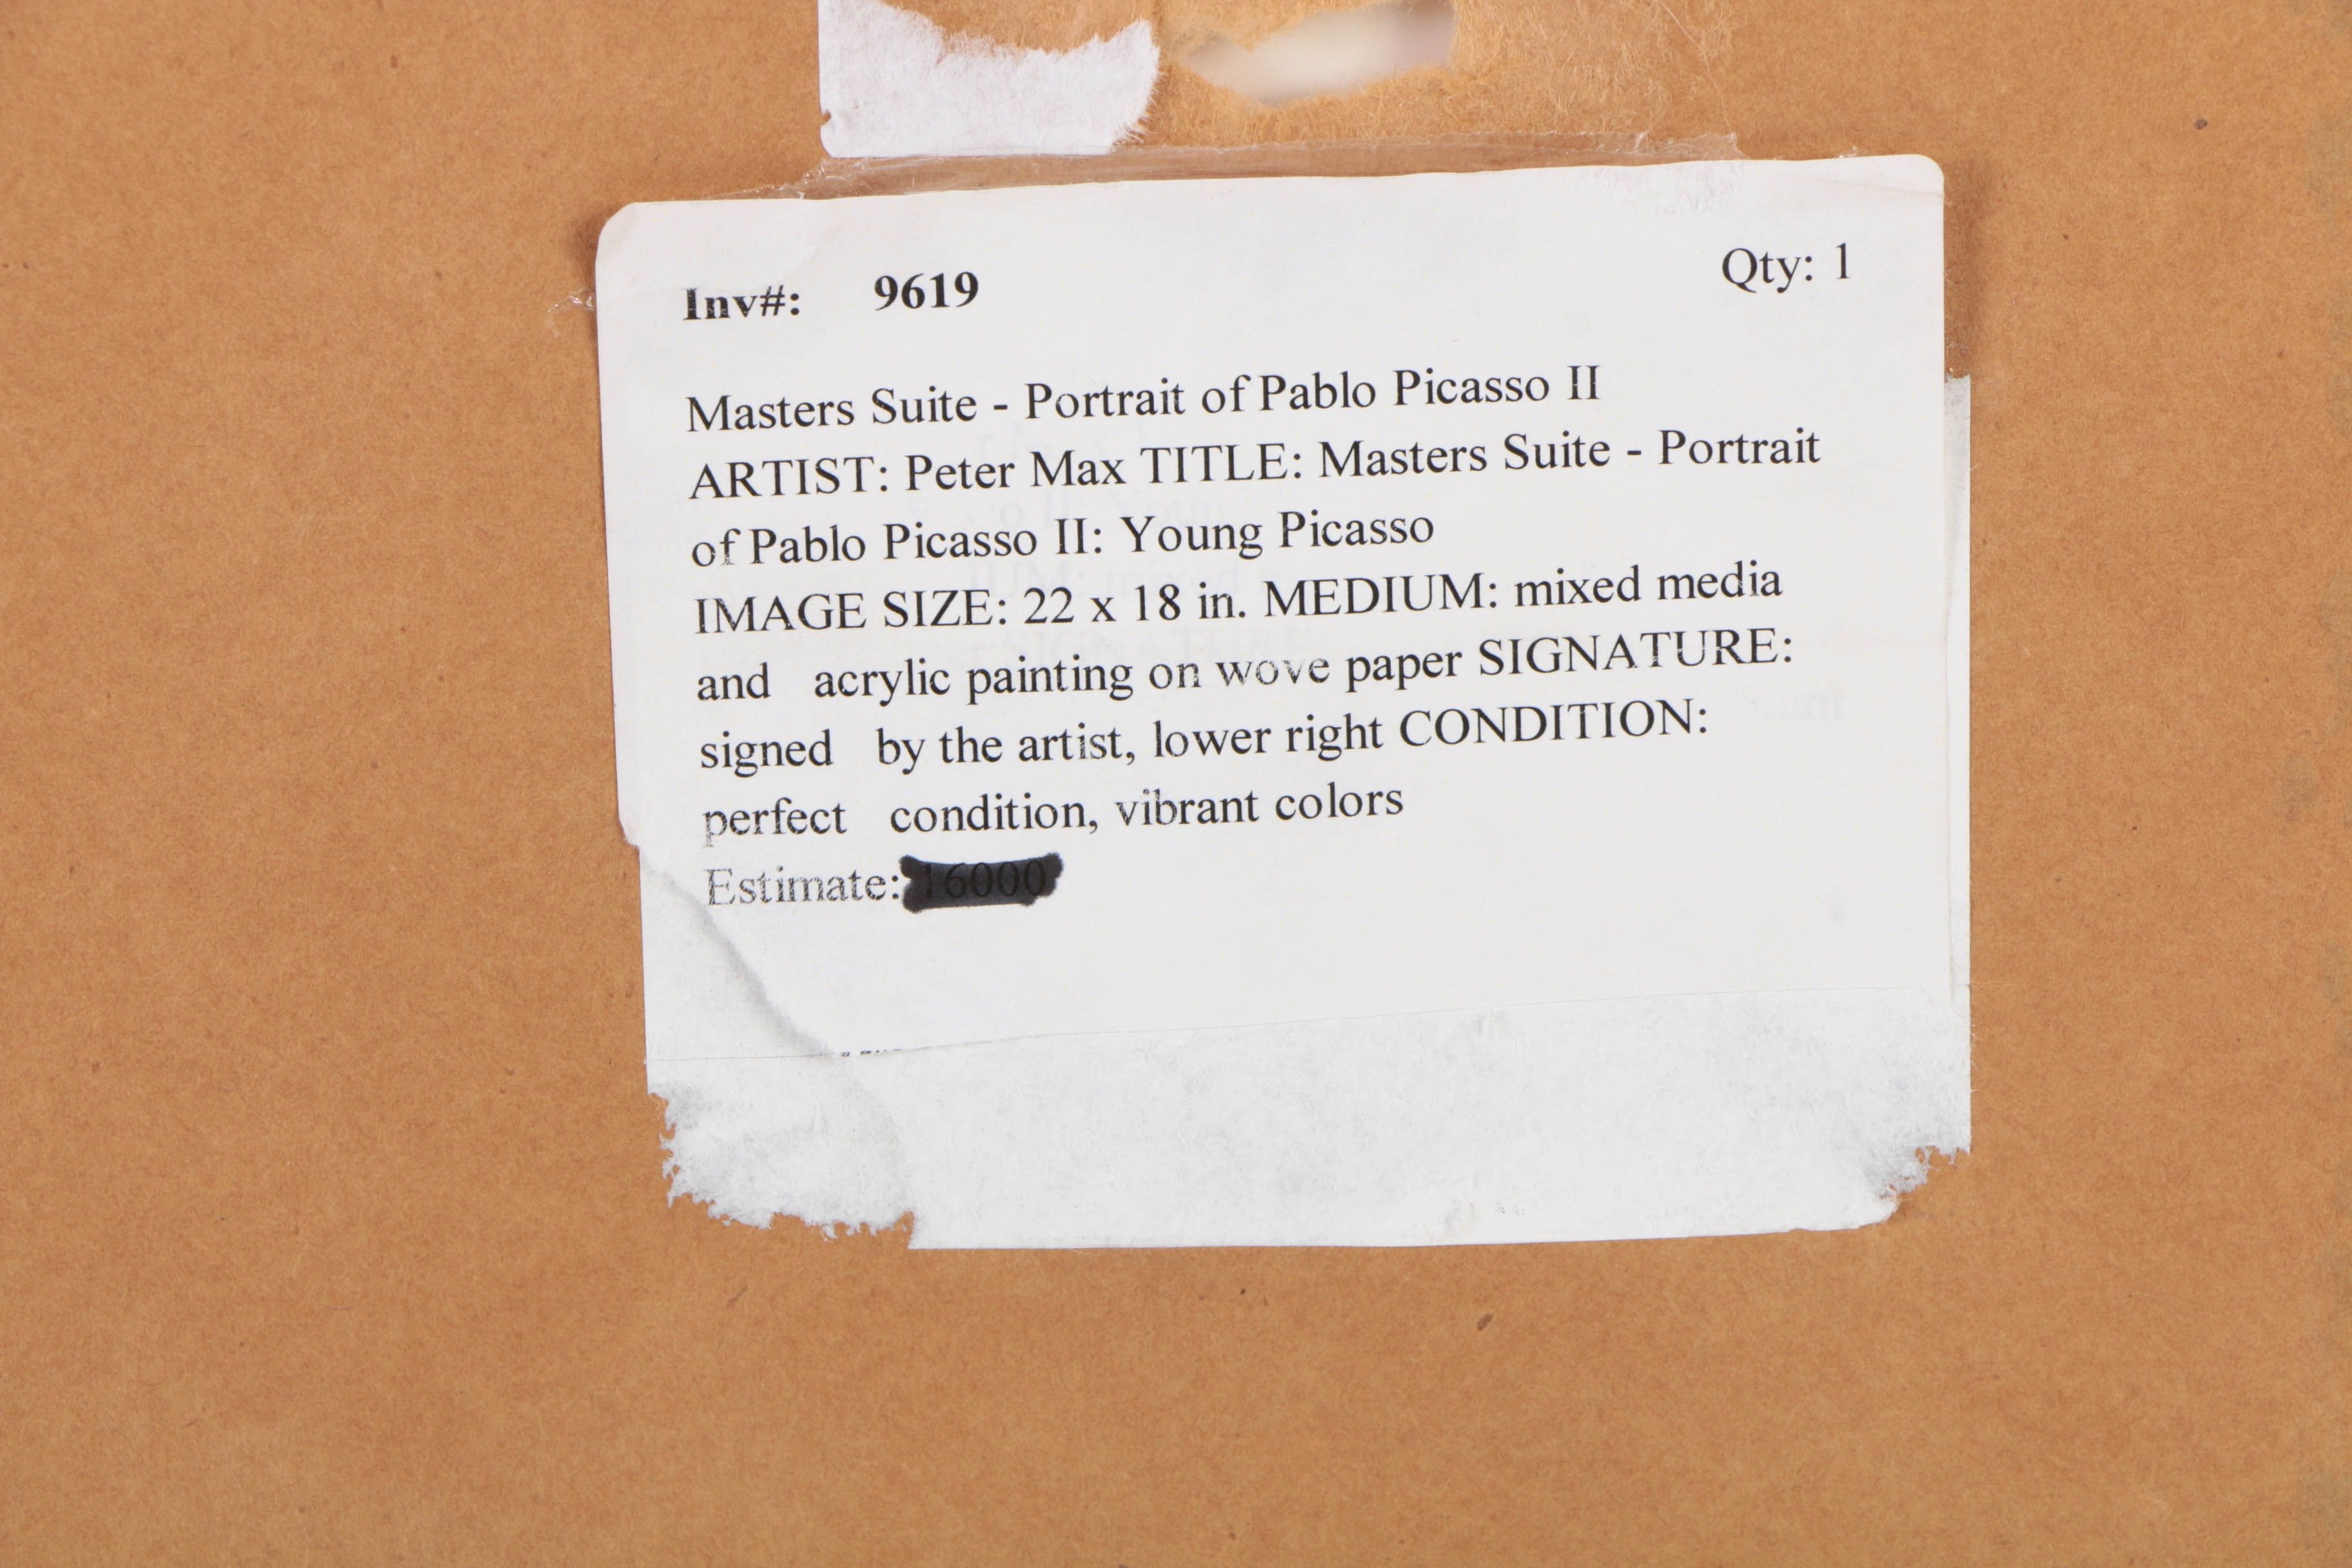 Inv#: 9619 Qty: 1
Masters Suite - Portrait of Pablo Picasso II
ARTIST: Peter Max TITLE: Masters Suite - Portrait
of Pablo Picasso II: Young Picasso
IMAGE SIZE: 22 x 18 in. MEDIUM: mixed media
and acrylic painting on wove paper SIGNATURE:
signed by the artist, lower right CONDITION:
perfect condition, vibrant colors
Estimate: 16000